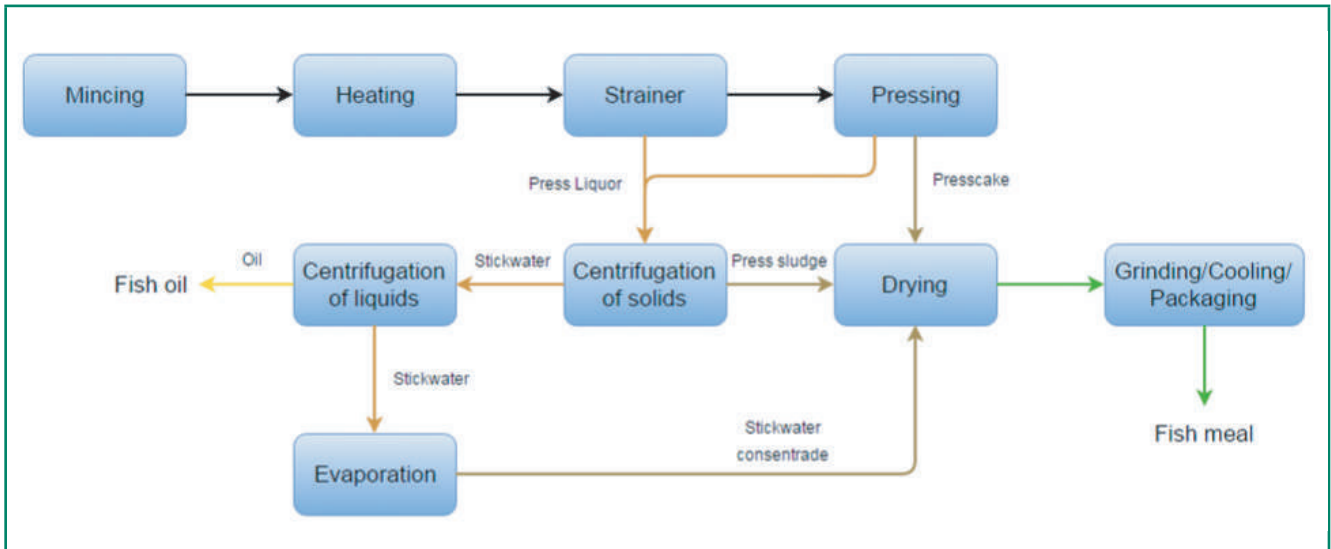 Mincing
Heating
Strainer
Pressing
Press Liquor
Presscake
Fish oil
Oil
Centrifugation
of liquids
Stickwater
Centrifugation
of solids
Press sludge
Drying
Grinding/Cooling/
Packaging
Stickwater
Evaporation
Stickwater
consentrade
Fish meal